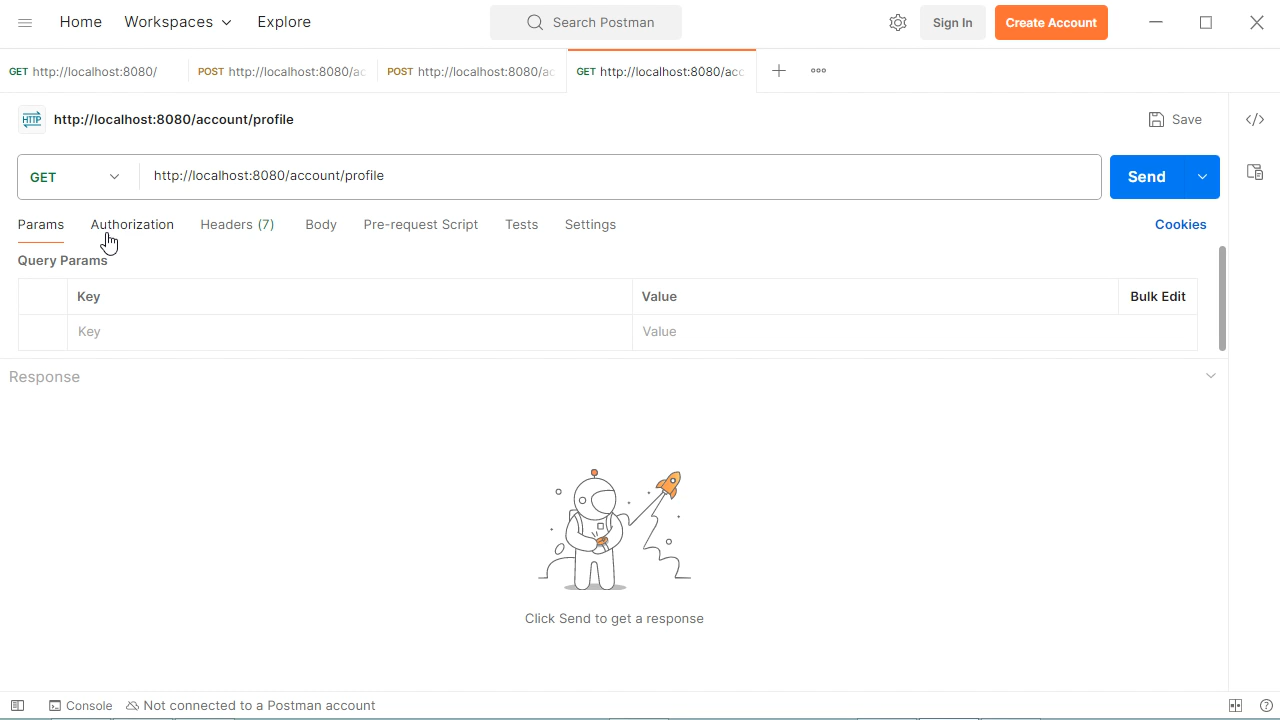 Home Workspaces Explore Search Postman Sign In Create Account
GET http://localhost:8080/ POST http://localhost:8080/ac POST http://localhost:8080/ac GET http://localhost:8080/acc
HTTP http://localhost:8080/account/profile Save
GET http://localhost:8080/account/profile Send
Params Authorization Headers (7) Body Pre-request Script Tests Settings Cookies
Query Params
Key Value Bulk Edit
Key Value
Response
Click Send to get a response
Console Not connected to a Postman account